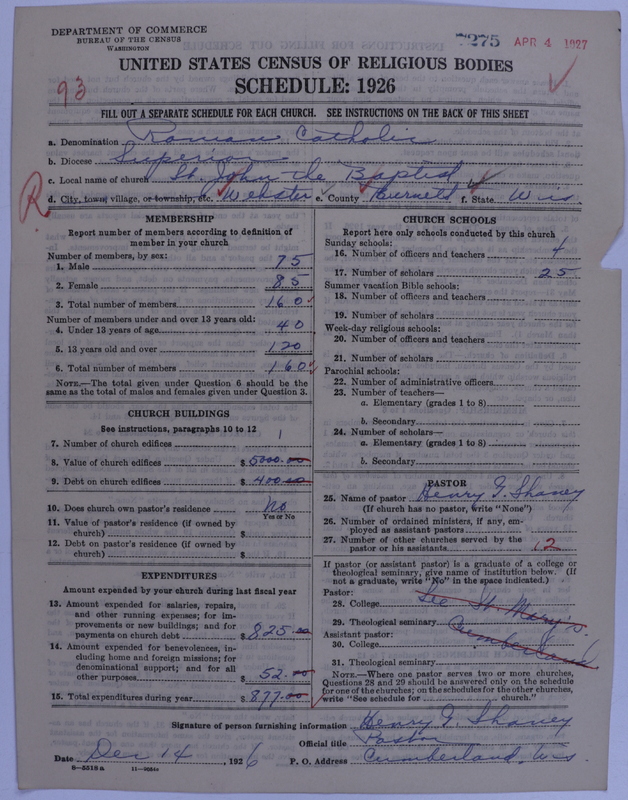 DEPARTMENT OF COMMERCE
BUREAU OF THE CENSUS
WASHINGTON
7275 APR 4 1927
UNITED STATES CENSUS OF RELIGIOUS BODIES
SCHEDULE: 1926
93
FILL OUT A SEPARATE SCHEDULE FOR EACH CHURCH. SEE INSTRUCTIONS ON THE BACK OF THIS SHEET
a. Denomination Roman Catholic
b. Diocese Superior
c. Local name of church St. John the Baptist
R
d. City, town, village, or township, etc. Webster e. County Burnett f. State Wis.
MEMBERSHIP
Report number of members according to definition of
member in your church
Number of members, by sex:
1. Male 75
2. Female 85
3. Total number of members 160
Number of members under and over 13 years old:
4. Under 13 years of age 40
5. 13 years old and over 120
6. Total number of members 160
NOTE.—The total given under Question 6 should be the
same as the total of males and females given under Question 3.
CHURCH BUILDINGS
See instructions, paragraphs 10 to 12
7. Number of church edifices 1
8. Value of church edifices $ 5000.00
9. Debt on church edifices $ 400.00
10. Does church own pastor's residence No
Yes or No
11. Value of pastor's residence (if owned by
church) $
12. Debt on pastor's residence (if owned by
church) $
EXPENDITURES
Amount expended by your church during last fiscal year
13. Amount expended for salaries, repairs,
and other running expenses; for im-
provements or new buildings; and for
payments on church debt $ 825.00
14. Amount expended for benevolences, in-
cluding home and foreign missions; for
denominational support; and for all
other purposes $ 52.00
15. Total expenditures during year $ 877.00
CHURCH SCHOOLS
Report here only schools conducted by this church
Sunday schools:
16. Number of officers and teachers 4
17. Number of scholars 25
Summer vacation Bible schools:
18. Number of officers and teachers
19. Number of scholars
Week-day religious schools:
20. Number of officers and teachers
21. Number of scholars
Parochial schools:
22. Number of administrative officers
23. Number of teachers—
a. Elementary (grades 1 to 8)
b. Secondary
24. Number of scholars—
a. Elementary (grades 1 to 8)
b. Secondary
PASTOR
25. Name of pastor Henry G. Shaney
(If church has no pastor, write "None")
26. Number of ordained ministers, if any, em-
ployed as assistant pastors
27. Number of other churches served by the
pastor or his assistants 12
If pastor (or assistant pastor) is a graduate of a college or
theological seminary, give name of institution below. (If
not a graduate, write "No" in the space indicated.)
Pastor:
28. College See St. Mary's
29. Theological seminary Cumberland
Assistant pastor:
30. College
31. Theological seminary
NOTE.—Where one pastor serves two or more churches,
Questions 28 and 29 should be answered only on the schedule
for one of the churches; on the schedules for the other churches,
write "See schedule for church."
Signature of person furnishing information Henry G. Shaney
Official title Pastor
Date Dec 14, 1926 P. O. Address Cumberland, Wis
8—5518a